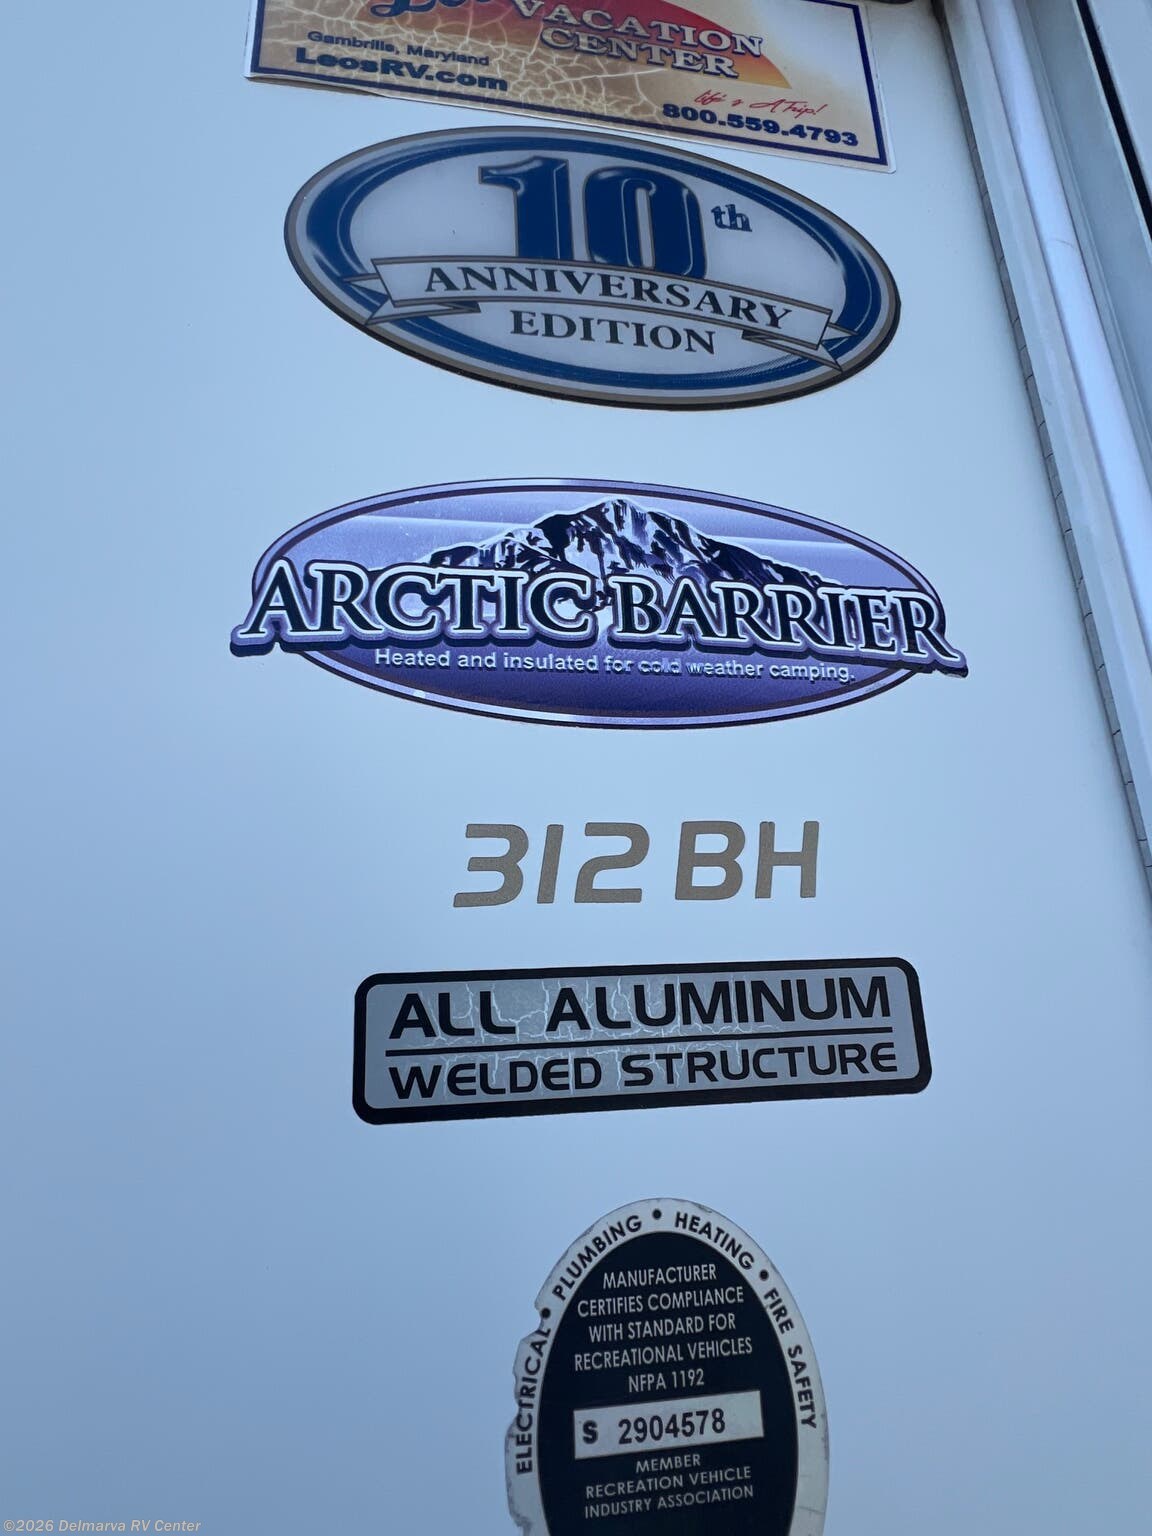 VACATION
CENTER
Gambrills, Maryland
LeosRV.com
Life's A Trip!
800.559.4793
10th
ANNIVERSARY
EDITION
ARCTIC BARRIER
Heated and insulated for cold weather camping.
312 BH
ALL ALUMINUM
WELDED STRUCTURE
ELECTRICAL • PLUMBING • HEATING • FIRE SAFETY
MANUFACTURER
CERTIFIES COMPLIANCE
WITH STANDARD FOR
RECREATIONAL VEHICLES
NFPA 1192
S 2904578
MEMBER
RECREATION VEHICLE
INDUSTRY ASSOCIATION
©2026 Delmarva RV Center